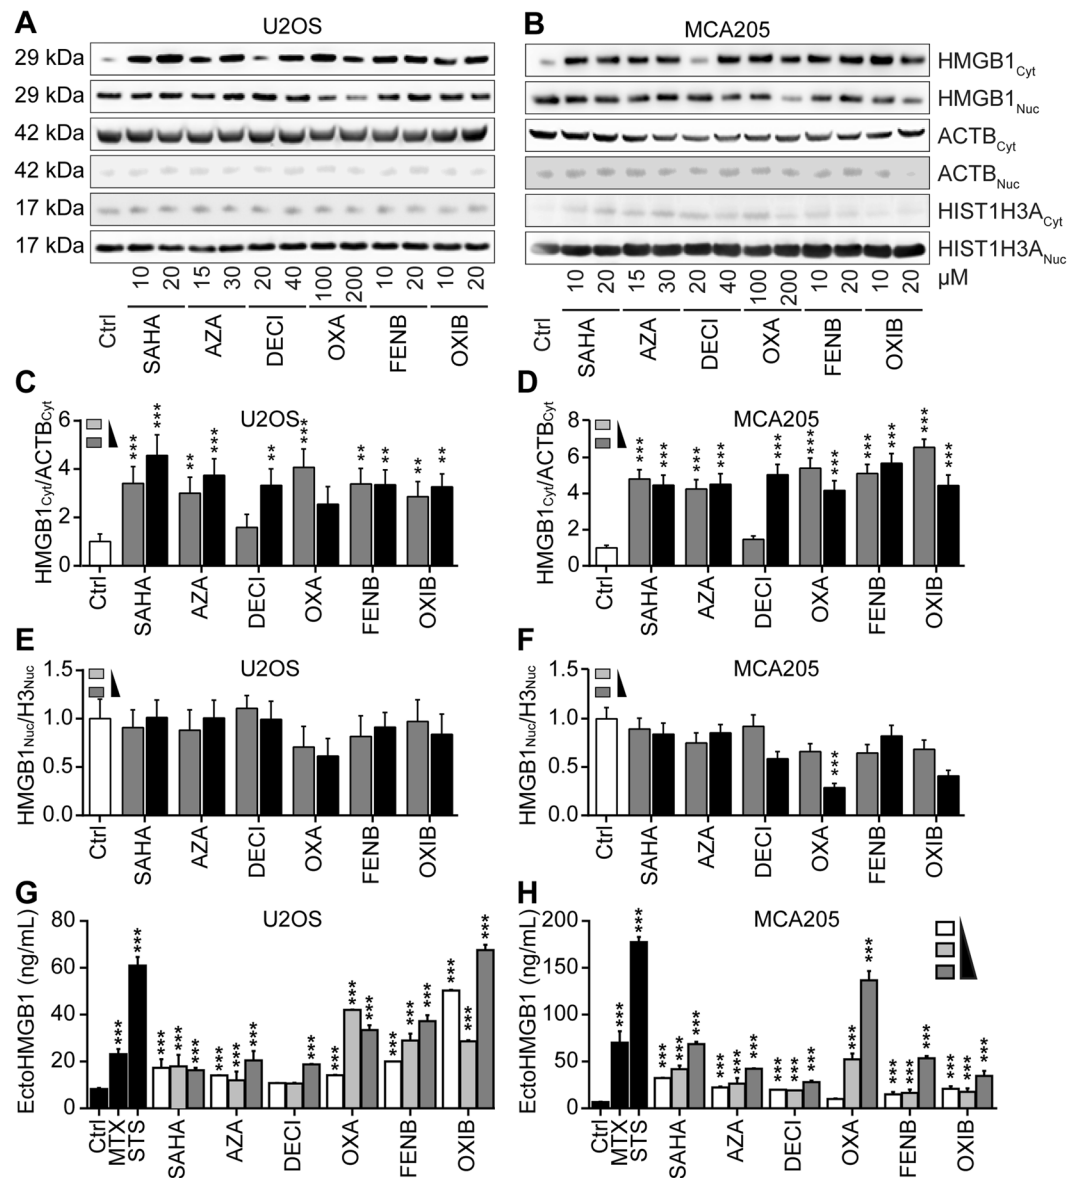 A
U2OS
29 kDa
29 kDa
42 kDa
42 kDa
17 kDa
17 kDa
10 20 15 30 20 40 100 200 10 20 10 20
Ctrl SAHA AZA DECI OXA FENB OXIB
B
MCA205
HMGB1Cyt
HMGB1Nuc
ACTBCyt
ACTBNuc
HIST1H3ACyt
HIST1H3ANuc
10 20 15 30 20 40 100 200 10 20 10 20 µM
Ctrl SAHA AZA DECI OXA FENB OXIB
C
U2OS
HMGB1Cyt/ACTBCyt
6
4
2
0
*** *** ** *** ** *** ** ** ** **
Ctrl SAHA AZA DECI OXA FENB OXIB
D
MCA205
HMGB1Cyt/ACTBCyt
8
6
4
2
0
*** *** *** *** *** *** *** *** *** *** ***
Ctrl SAHA AZA DECI OXA FENB OXIB
E
U2OS
HMGB1Nuc/H3Nuc
1.5
1.0
0.5
0.0
Ctrl SAHA AZA DECI OXA FENB OXIB
F
MCA205
HMGB1Nuc/H3Nuc
1.5
1.0
0.5
0.0
***
Ctrl SAHA AZA DECI OXA FENB OXIB
G
U2OS
EctoHMGB1 (ng/mL)
80
60
40
20
0
*** *** *** *** *** *** *** *** *** *** *** *** *** *** *** *** *** ***
Ctrl MTX STS SAHA AZA DECI OXA FENB OXIB
H
MCA205
EctoHMGB1 (ng/mL)
200
150
100
50
0
*** *** *** *** *** *** *** *** *** *** *** *** *** *** *** *** *** *** ***
Ctrl MTX STS SAHA AZA DECI OXA FENB OXIB